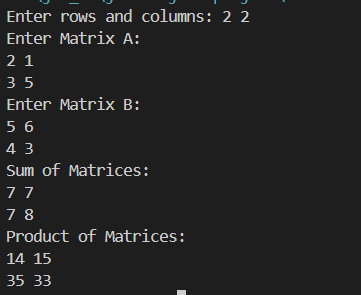 Enter rows and columns: 2 2
Enter Matrix A:
2 1
3 5
Enter Matrix B:
5 6
4 3
Sum of Matrices:
7 7
7 8
Product of Matrices:
14 15
35 33